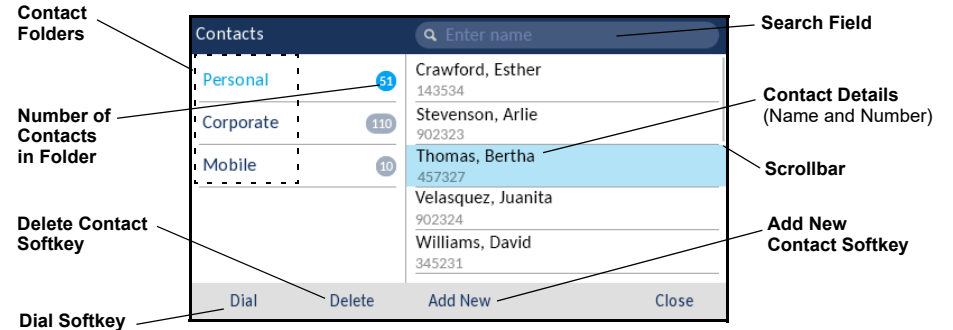 Contact
Folders
Number of
Contacts
in Folder
Delete Contact
Softkey
Dial Softkey
Contacts
Enter name
Personal
51
Corporate
110
Mobile
10
Crawford, Esther
143534
Stevenson, Arlie
902323
Thomas, Bertha
457327
Velasquez, Juanita
902324
Williams, David
345231
Dial
Delete
Add New
Close
Search Field
Contact Details
(Name and Number)
Scrollbar
Add New
Contact Softkey